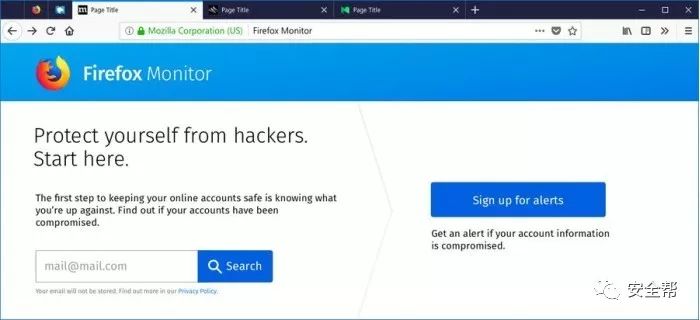 Page Title
Page Title
Page Title
Mozilla Corporation (US)
Firefox Monitor
Firefox Monitor
Protect yourself from hackers.
Start here.
The first step to keeping your online accounts safe is knowing what
you're up against. Find out if your accounts have been
compromised.
mail@mail.com
Search
Your email will not be stored. Find out more in our Privacy Policy.
Sign up for alerts
Get an alert if your account information
is compromised.
安全帮